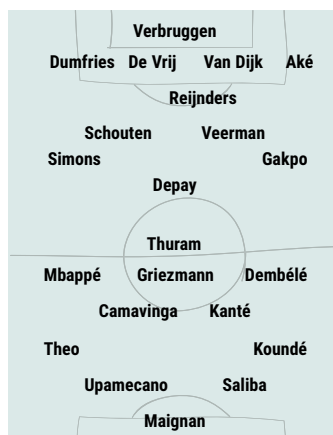 Verbruggen
Dumfries De Vrij Van Dijk Aké
Reijnders
Schouten Veerman
Simons Gakpo
Depay
Thuram
Mbappé Griezmann Dembélé
Camavinga Kanté
Theo Koundé
Upamecano Saliba
Maignan